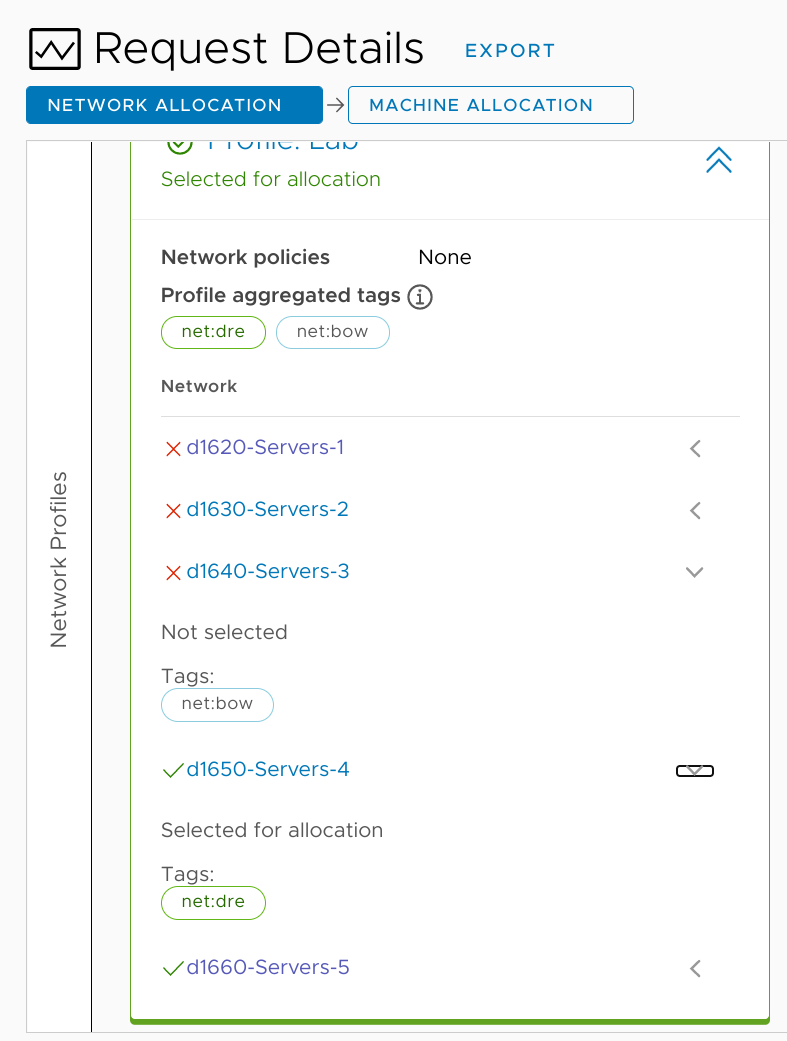 Request Details EXPORT
NETWORK ALLOCATION
MACHINE ALLOCATION
Profile: Lab
Selected for allocation
Network policies None
Profile aggregated tags
net:dre net:bow
Network
d1620-Servers-1
d1630-Servers-2
d1640-Servers-3
Not selected
Tags:
net:bow
d1650-Servers-4
Selected for allocation
Tags:
net:dre
d1660-Servers-5
Network Profiles